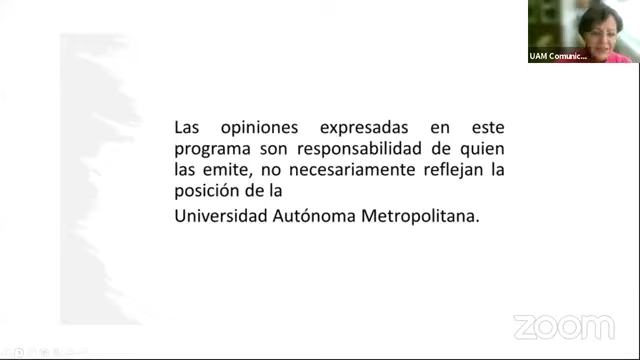 UAM Comunic...
Las opiniones expresadas en este
programa son responsabilidad de quien
las emite, no necesariamente reflejan la
posición de la
Universidad Autónoma Metropolitana.
zoom